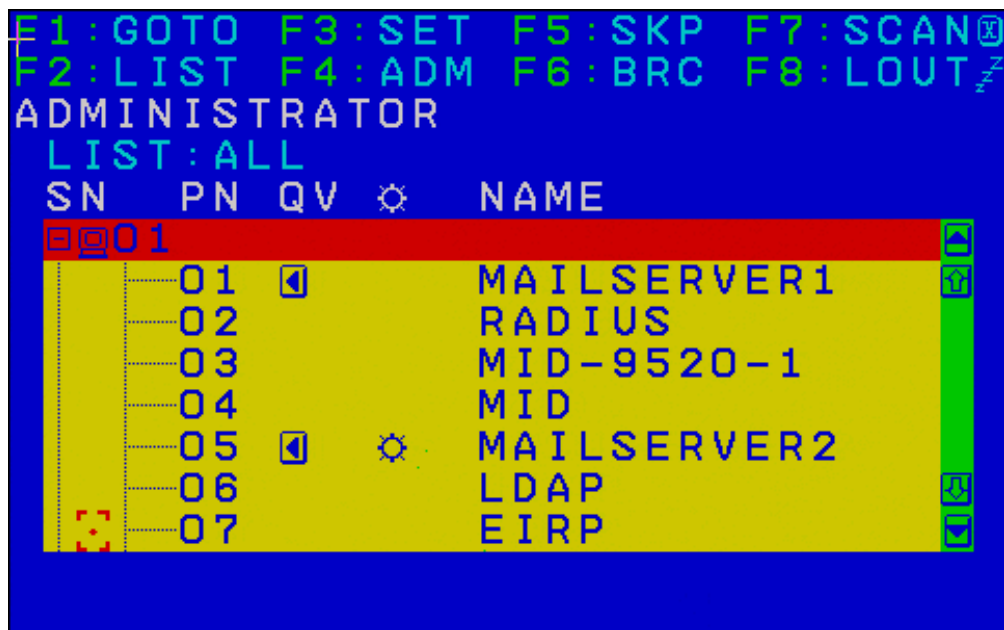 F1:GOTO F3:SET F5:SKP F7:SCAN
F2:LIST F4:ADM F6:BRC F8:LOUT zZ
ADMINISTRATOR
LIST:ALL
SN PN QV NAME
01
01 MAILSERVER1
02 RADIUS
03 MID-9520-1
04 MID
05 MAILSERVER2
06 LDAP
07 EIRP